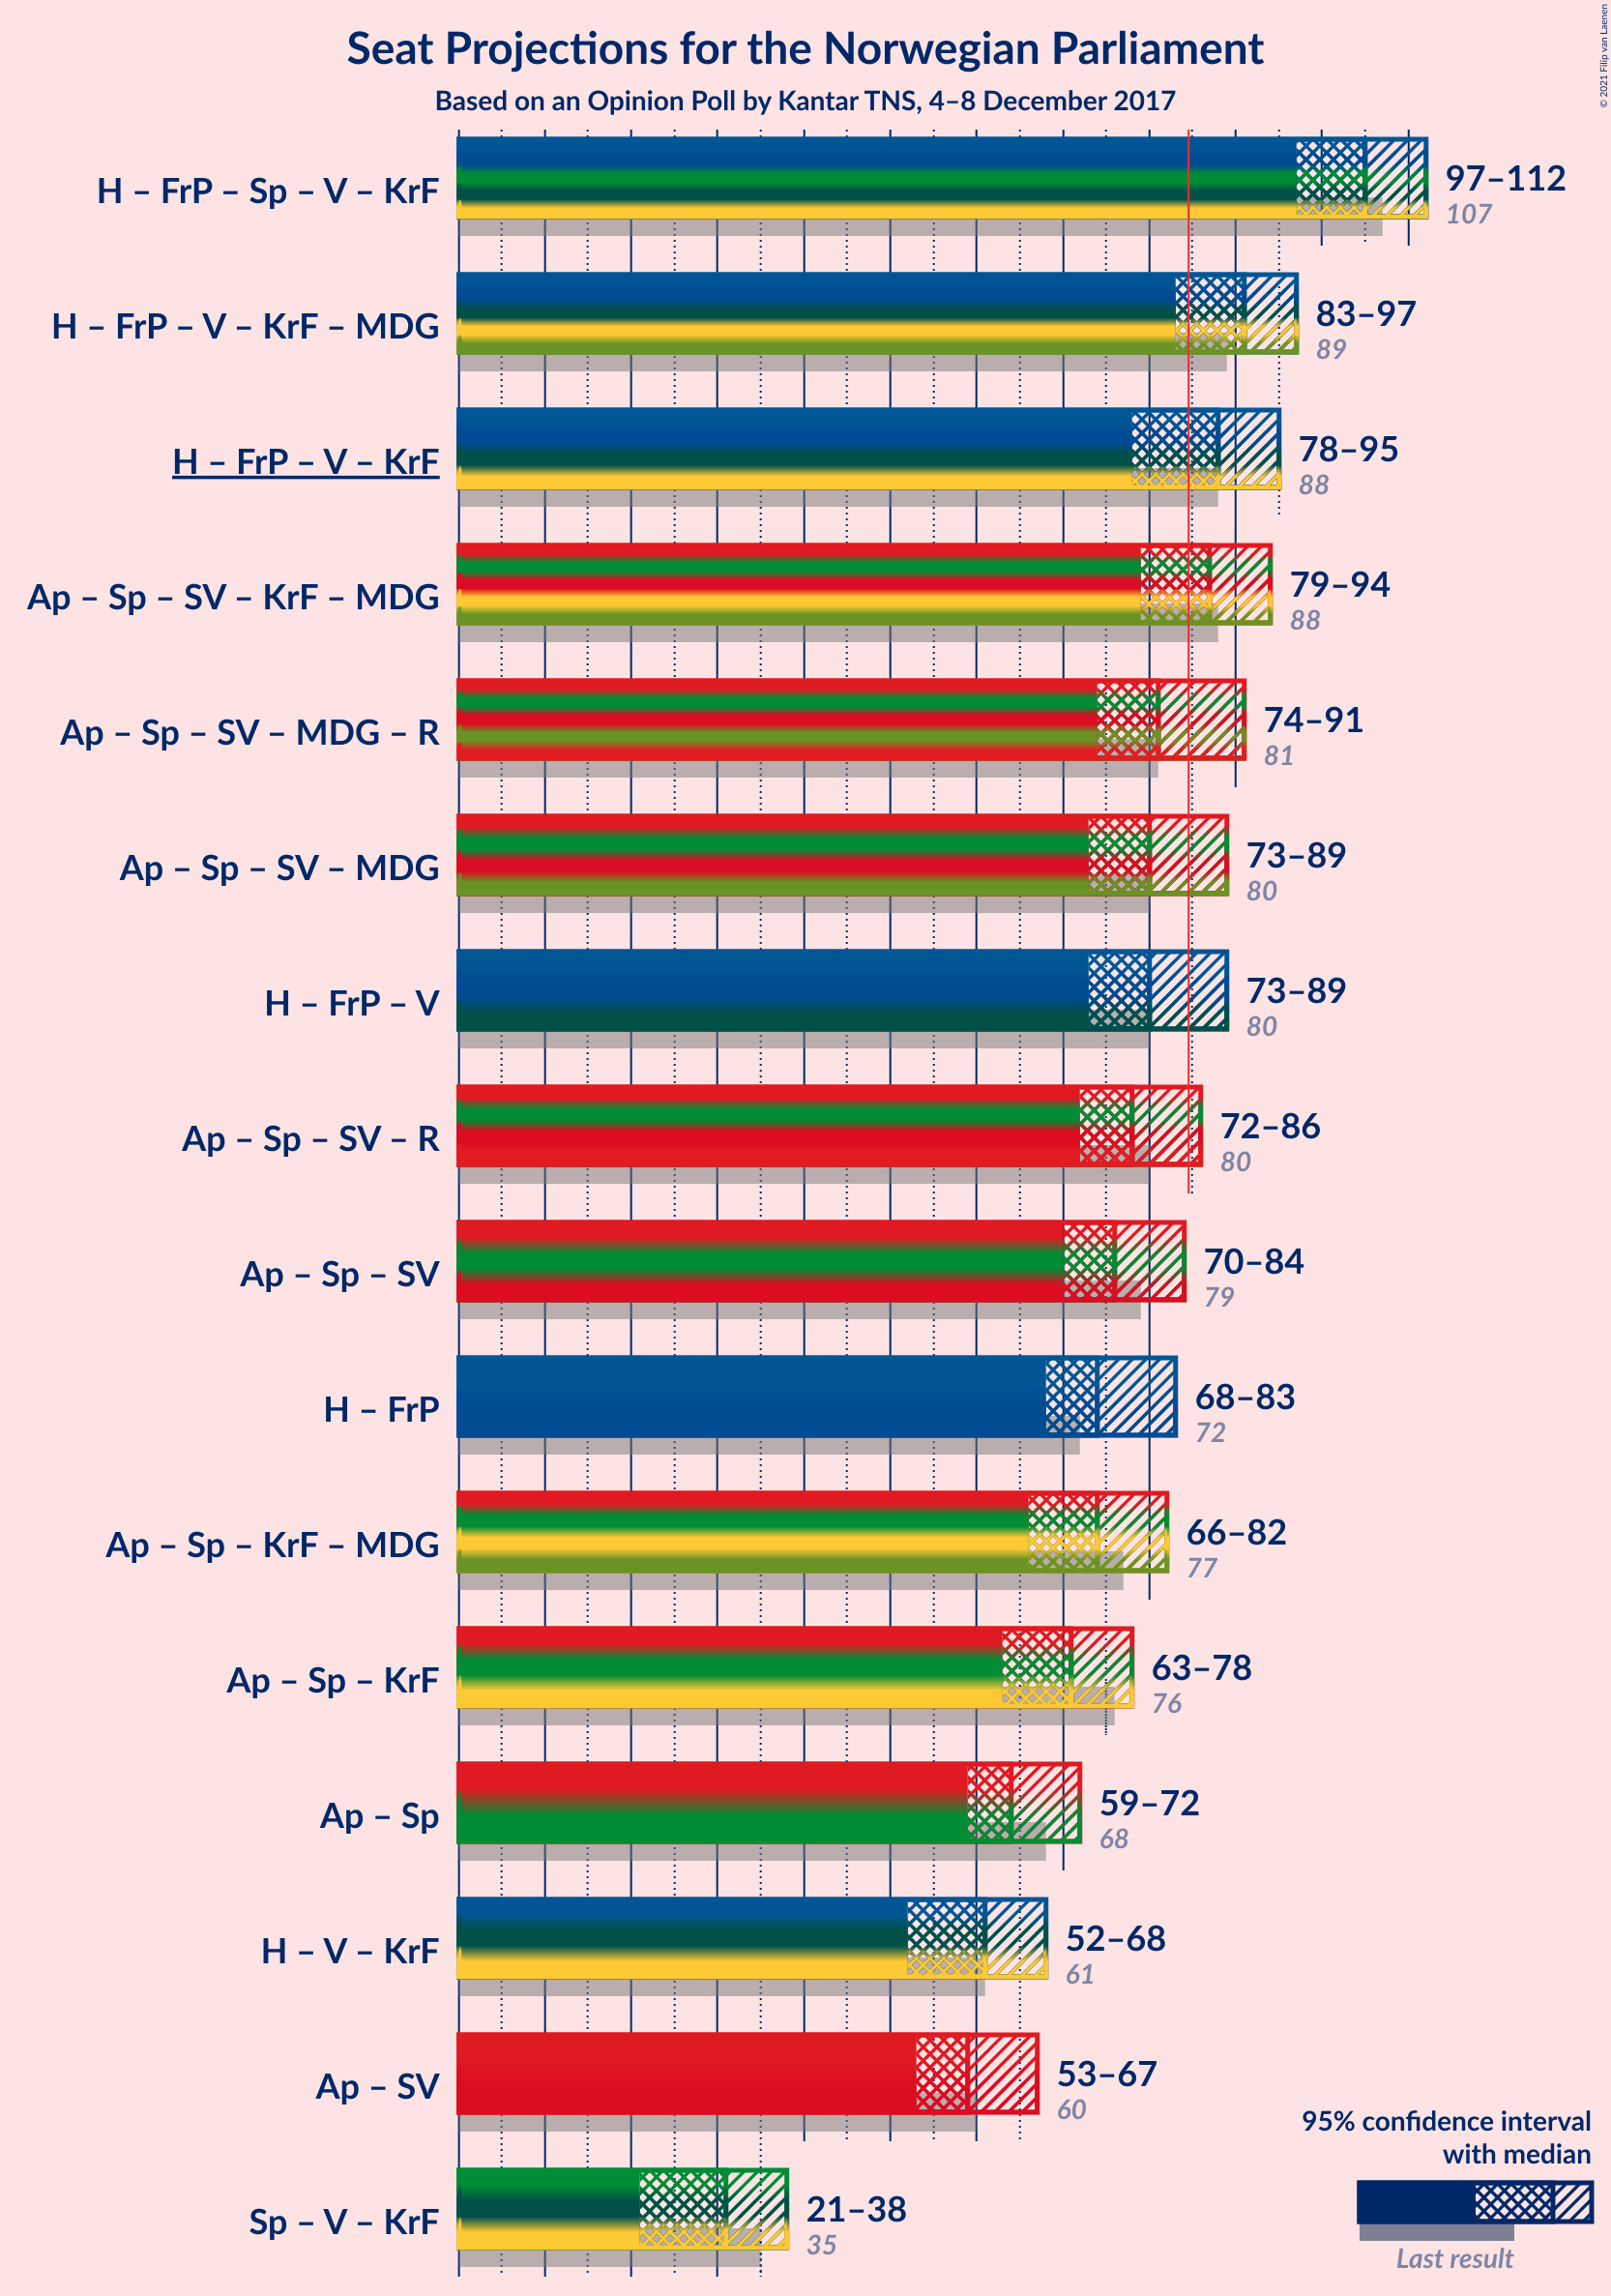 Seat Projections for the Norwegian Parliament
Based on an Opinion Poll by Kantar TNS, 4–8 December 2017
© 2021 Filip van Laenen
H – FrP – Sp – V – KrF
97–112
107
H – FrP – V – KrF – MDG
83–97
89
H – FrP – V – KrF
78–95
88
Ap – Sp – SV – KrF – MDG
79–94
88
Ap – Sp – SV – MDG – R
74–91
81
Ap – Sp – SV – MDG
73–89
80
H – FrP – V
73–89
80
Ap – Sp – SV – R
72–86
80
Ap – Sp – SV
70–84
79
H – FrP
68–83
72
Ap – Sp – KrF – MDG
66–82
77
Ap – Sp – KrF
63–78
76
Ap – Sp
59–72
68
H – V – KrF
52–68
61
Ap – SV
53–67
60
Sp – V – KrF
21–38
35
95% confidence interval
with median
Last result